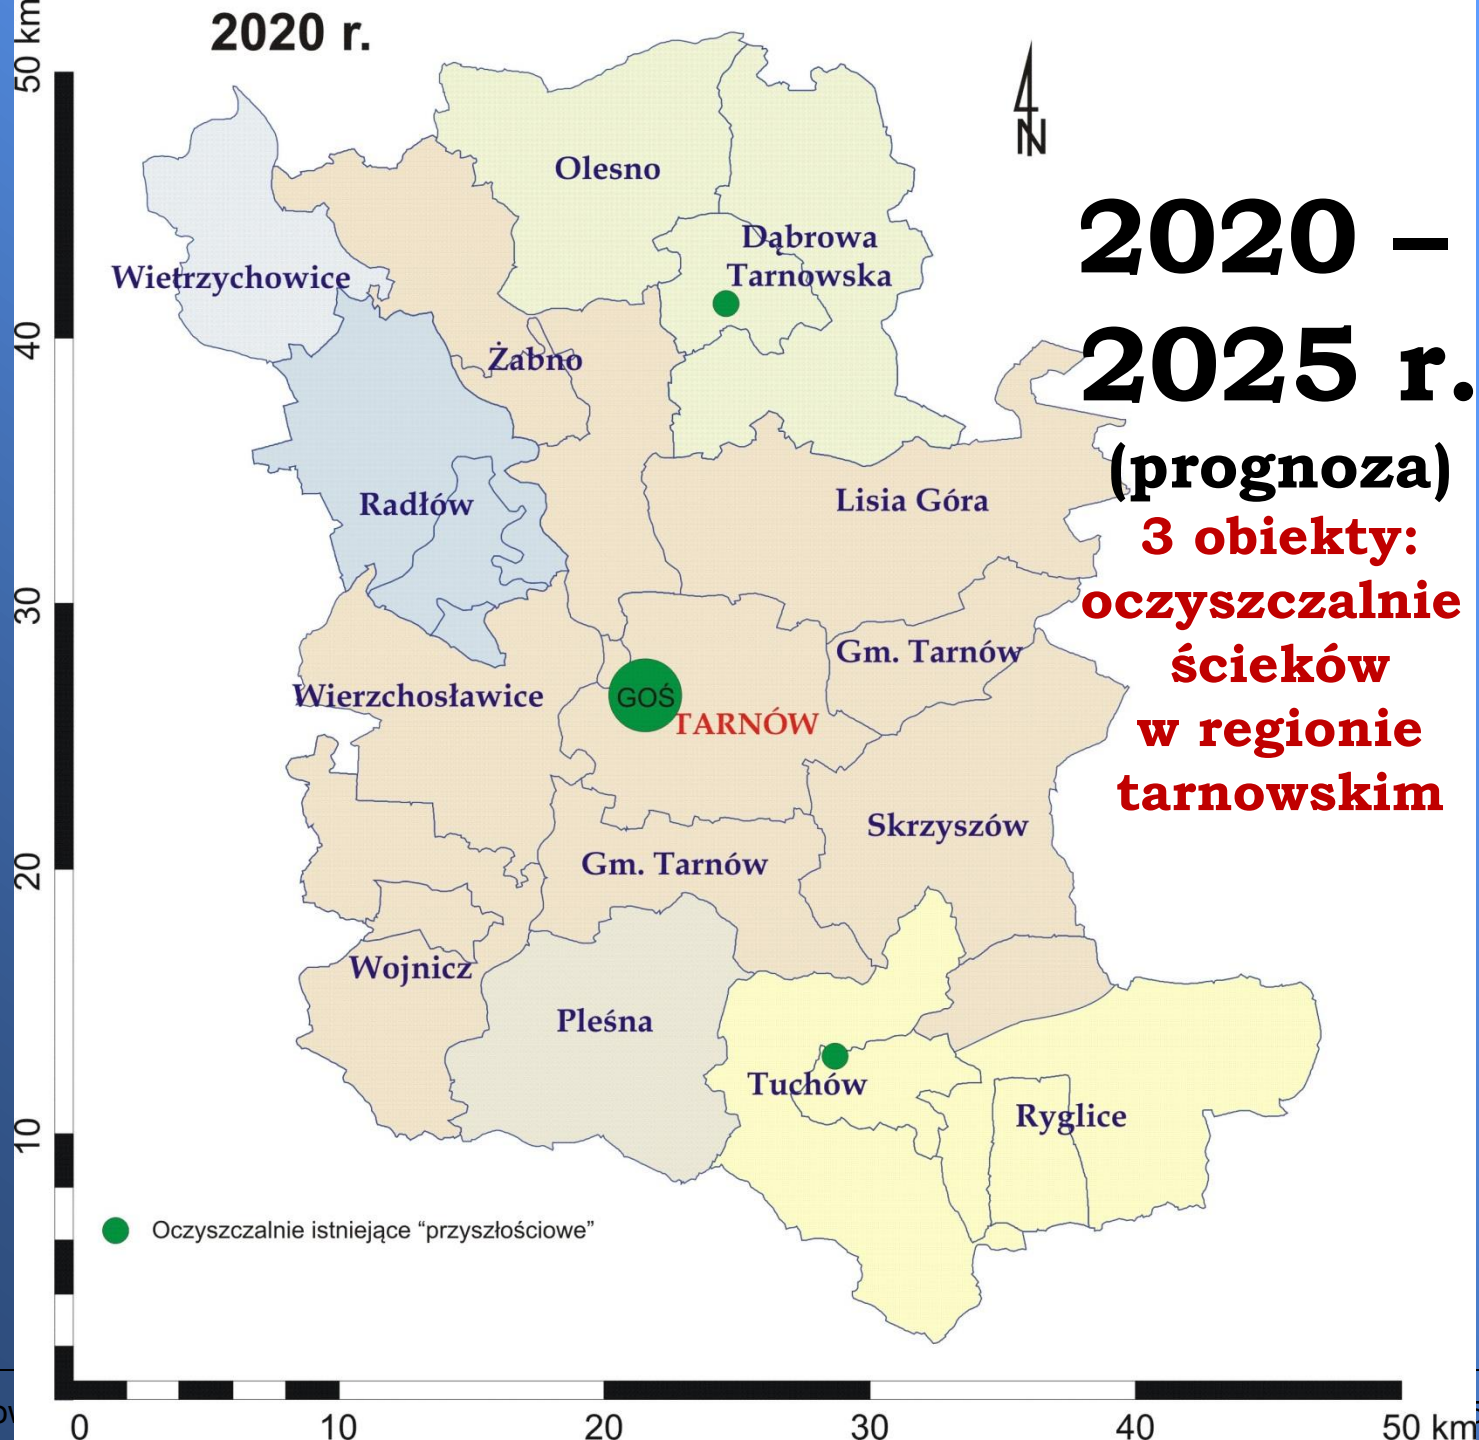 2020 r.
50 km
40
30
20
10
N
Olesno
Dąbrowa
Tarnowska
Wietrzychowice
Żabno
Radłów
Lisia Góra
Gm. Tarnów
Wierzchosławice
GOŚ
TARNÓW
Skrzyszów
Gm. Tarnów
Wojnicz
Pleśna
Tuchów
Ryglice
2020 –
2025 r.
(prognoza)
3 obiekty:
oczyszczalnie
ścieków
w regionie
tarnowskim
Oczyszczalnie istniejące “przyszłościowe”
0 10 20 30 40 50 km